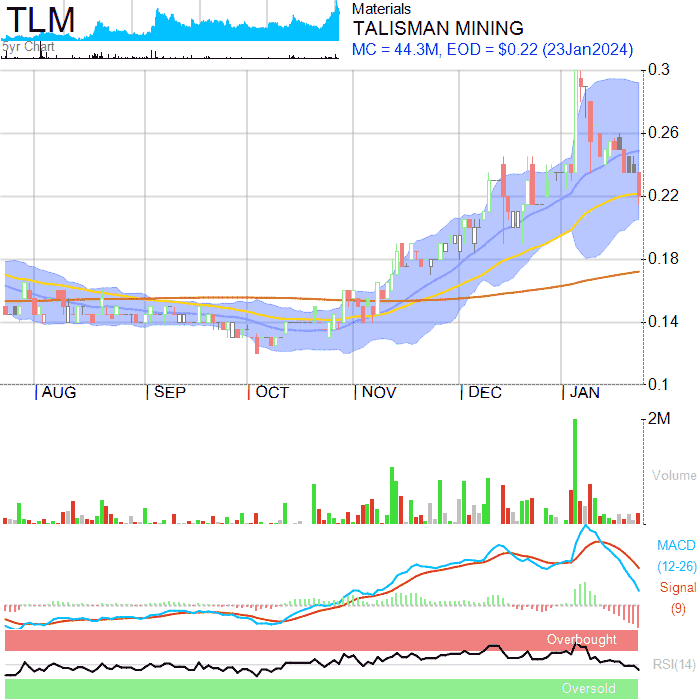 TLM
5yr Chart
Materials
TALISMAN MINING
MC = 44.3M, EOD = $0.22 (23Jan2024)
0.3
0.26
0.22
0.18
0.14
0.1
AUG SEP OCT NOV DEC JAN
2M
Volume
MACD
(12-26)
Signal
(9)
Overbought
RSI(14)
Oversold